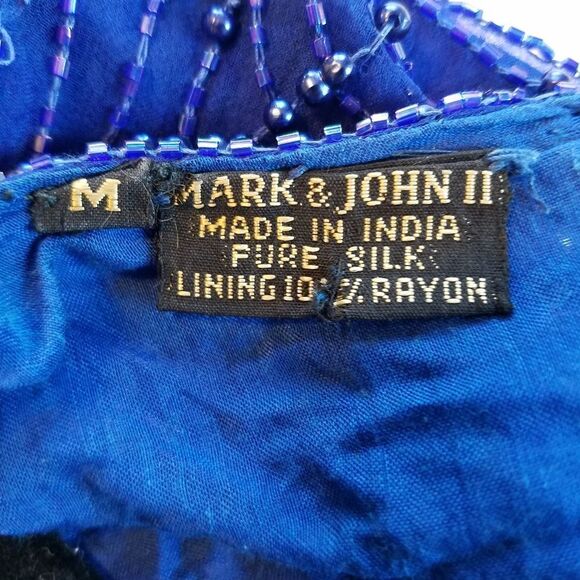 M
MARK & JOHN II
MADE IN INDIA
PURE SILK
LINING 100% RAYON